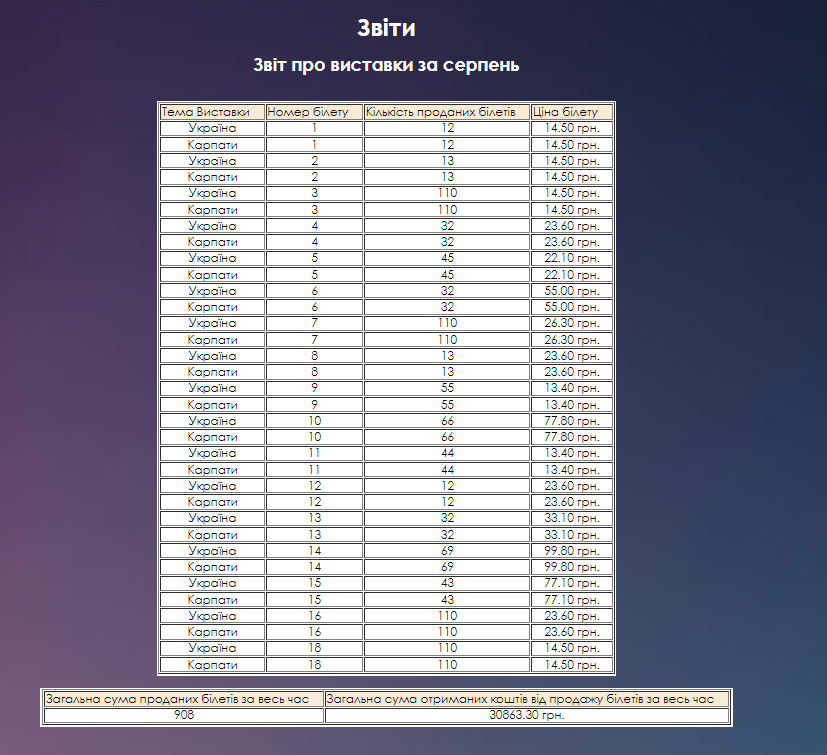 Звіти
Звіт про виставки за серпень
Тема Виставки Номер білету Кількість проданих білетів Ціна білету
Україна 1 12 14.50 грн.
Карпати 1 12 14.50 грн.
Україна 2 13 14.50 грн.
Карпати 2 13 14.50 грн.
Україна 3 110 14.50 грн.
Карпати 3 110 14.50 грн.
Україна 4 32 23.60 грн.
Карпати 4 32 23.60 грн.
Україна 5 45 22.10 грн.
Карпати 5 45 22.10 грн.
Україна 6 32 55.00 грн.
Карпати 6 32 55.00 грн.
Україна 7 110 26.30 грн.
Карпати 7 110 26.30 грн.
Україна 8 13 23.60 грн.
Карпати 8 13 23.60 грн.
Україна 9 55 13.40 грн.
Карпати 9 55 13.40 грн.
Україна 10 66 77.80 грн.
Карпати 10 66 77.80 грн.
Україна 11 44 13.40 грн.
Карпати 11 44 13.40 грн.
Україна 12 12 23.60 грн.
Карпати 12 12 23.60 грн.
Україна 13 32 33.10 грн.
Карпати 13 32 33.10 грн.
Україна 14 69 99.80 грн.
Карпати 14 69 99.80 грн.
Україна 15 43 77.10 грн.
Карпати 15 43 77.10 грн.
Україна 16 110 23.60 грн.
Карпати 16 110 23.60 грн.
Україна 18 110 14.50 грн.
Карпати 18 110 14.50 грн.
Загальна сума проданих білетів за весь час Загальна сума отриманих коштів від продажу білетів за весь час
908 30863.30 грн.